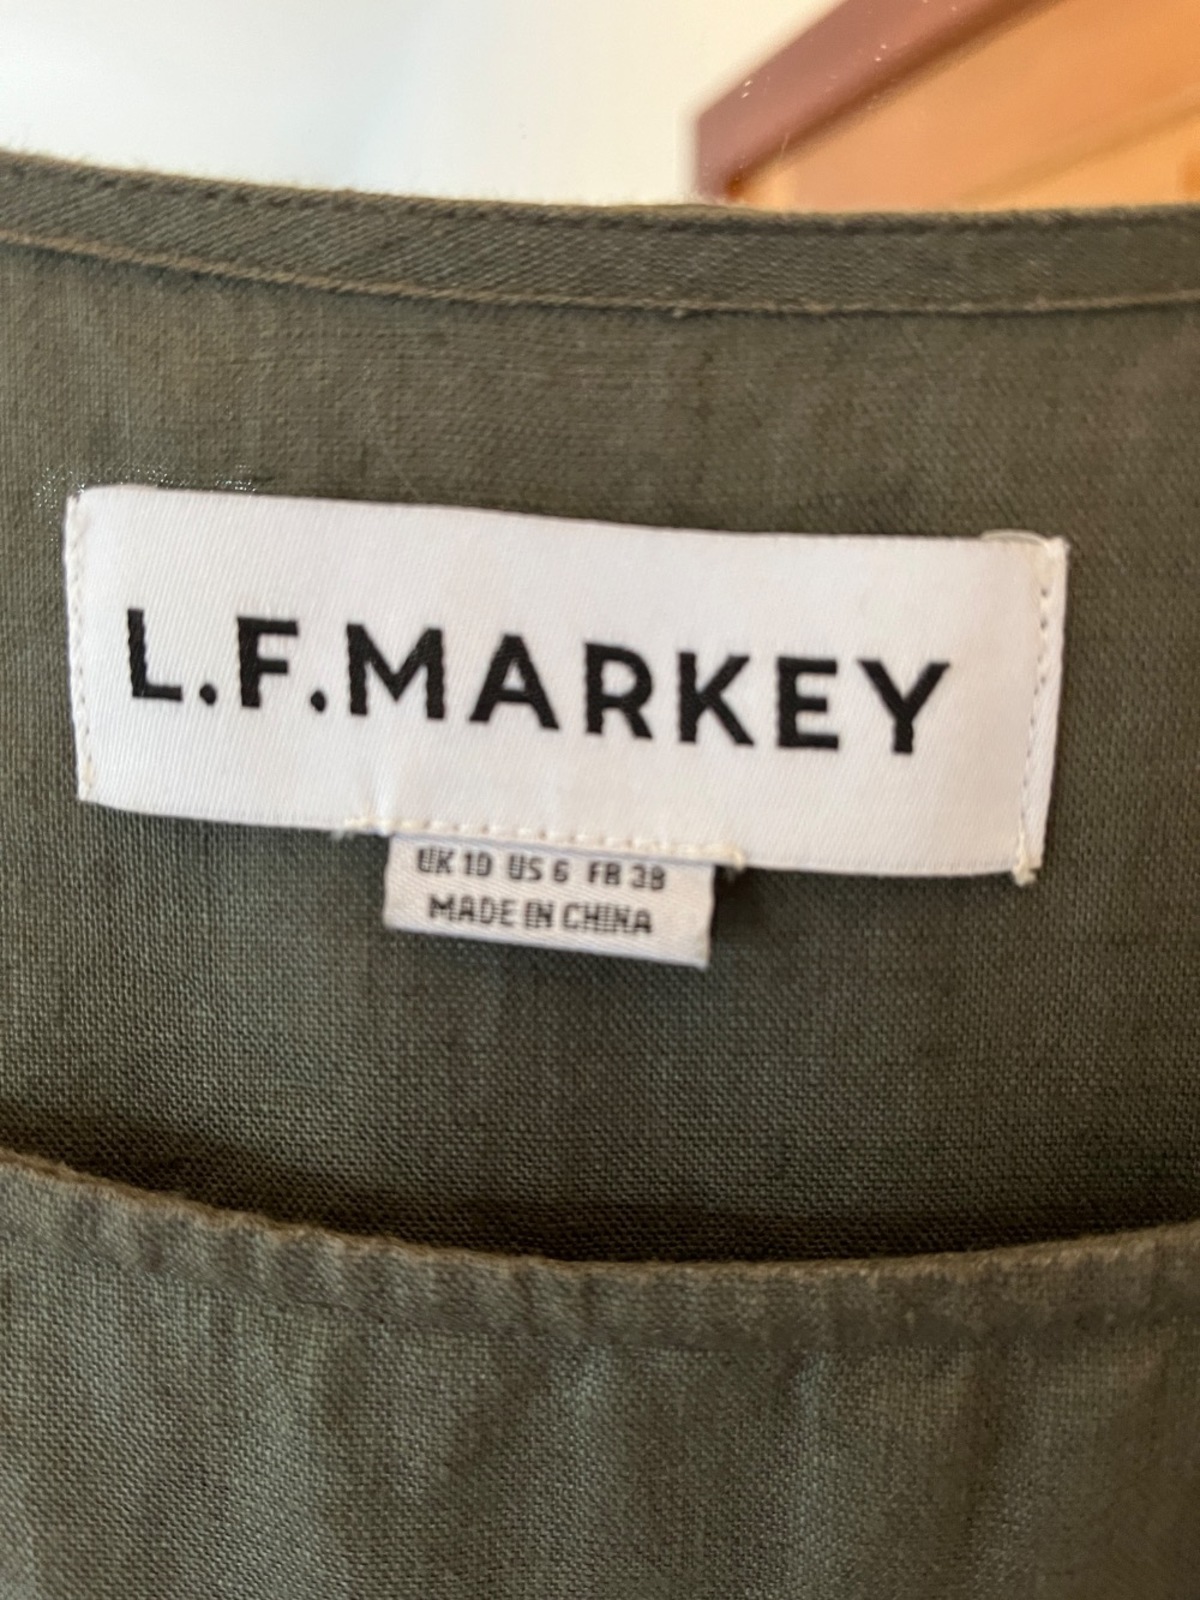 L.F.MARKEY
UK 10 US 6 FR 38
MADE IN CHINA